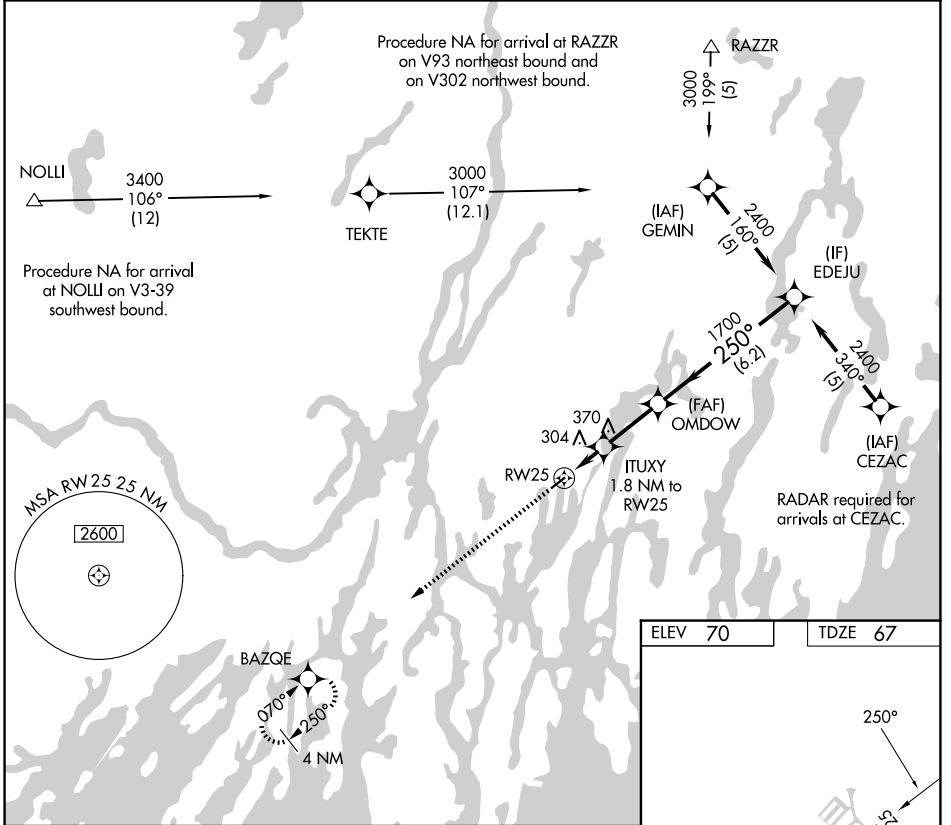 Procedure NA for arrival at RAZZR
on V93 northeast bound and
on V302 northwest bound.
RAZZR
3000
199°
(5)
NOLLI
3400
106°
(12)
3000
107°
(12.1)
TEKTE
(IAF)
GEMIN
2400
160°
(5)
(IF)
EDEJU
Procedure NA for arrival
at NOLLI on V3-39
southwest bound.
1700
250°
(6.2)
2400
340°
(5)
(FAF)
OMDOW
370
304
(IAF)
CEZAC
RW25
ITUXY
1.8 NM to
RW25
RADAR required for
arrivals at CEZAC.
MSA RW25 25 NM
2600
BAZQE
070°
250°
4 NM
ELEV 70
TDZE 67
250°